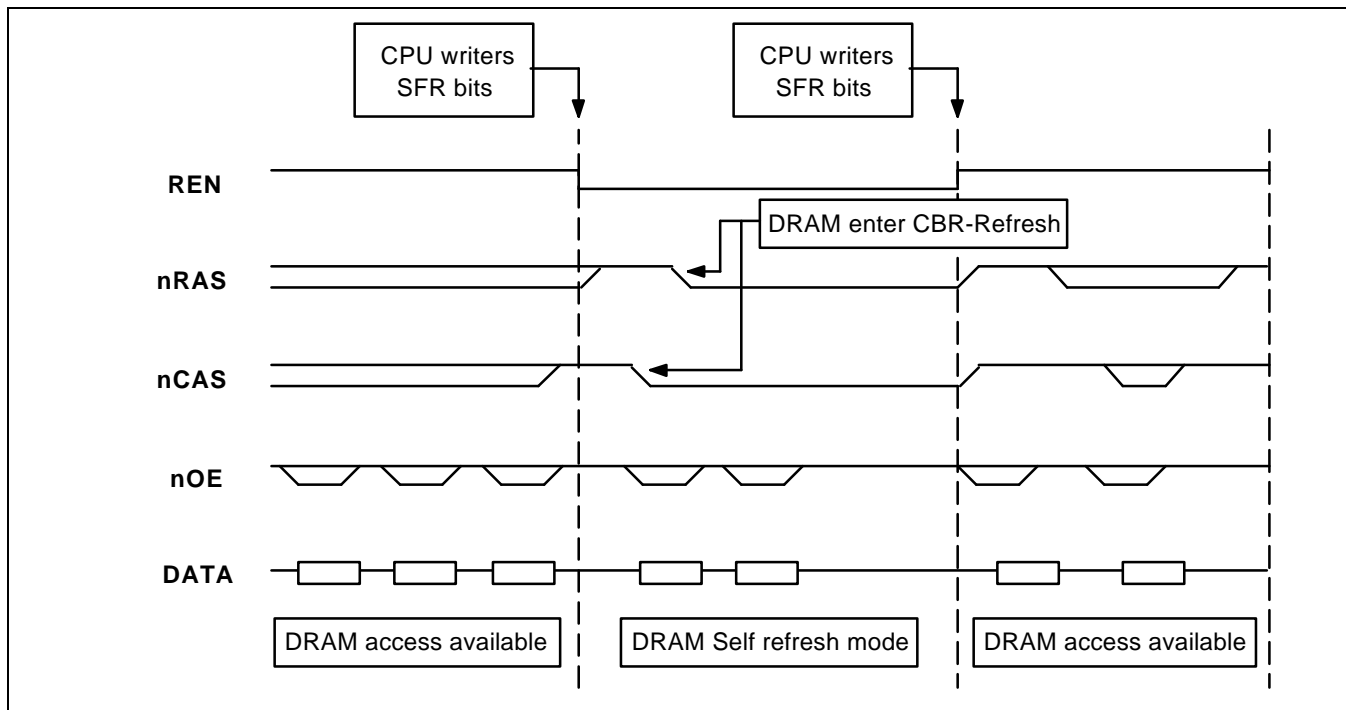 CPU writers
SFR bits
CPU writers
SFR bits
REN
DRAM enter CBR-Refresh
nRAS
nCAS
nOE
DATA
DRAM access available
DRAM Self refresh mode
DRAM access available